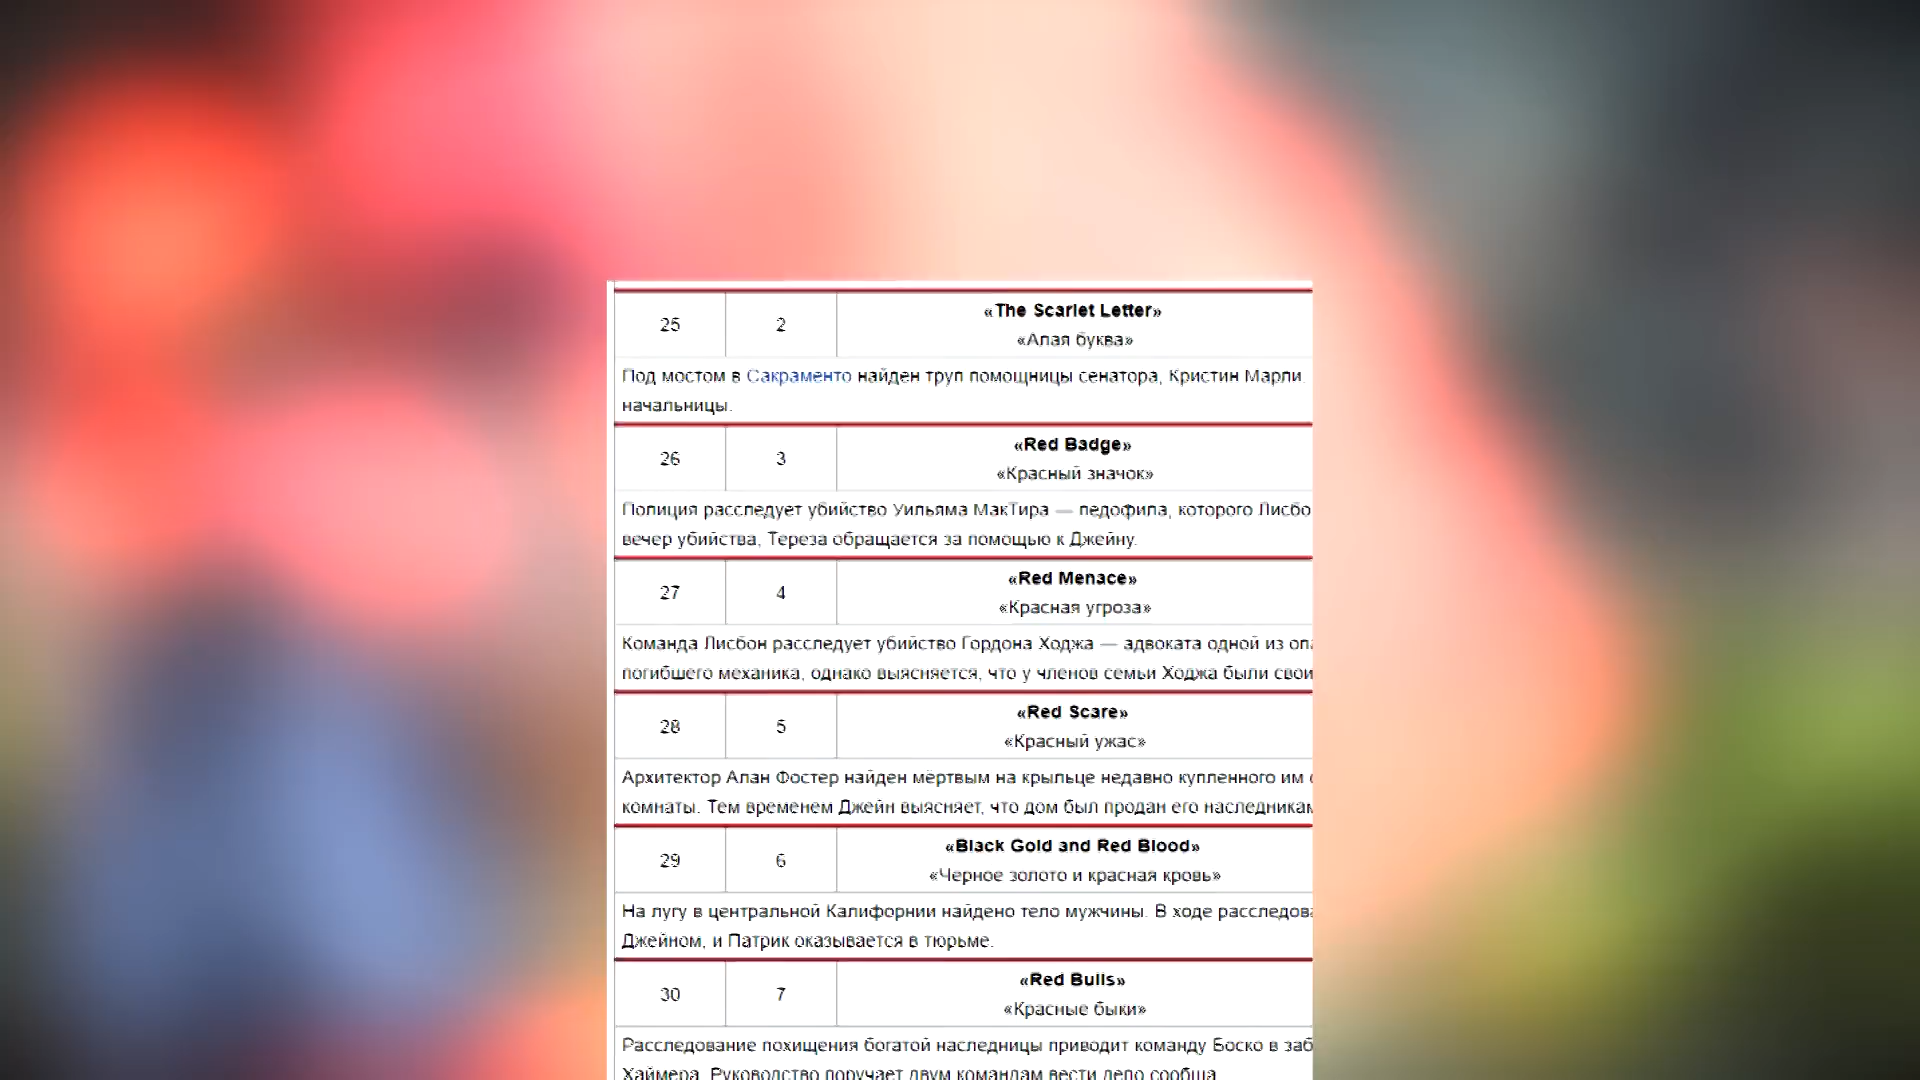 25 2 «The Scarlet Letter»
«Алая буква»
Под мостом в Сакраменто найден труп помощницы сенатора, Кристин Марли.
начальницы.
26 3 «Red Badge»
«Красный значок»
Полиция расследует убийство Уильяма МакТира — педофила, которого Лисбо
вечер убийства, Тереза обращается за помощью к Джейну.
27 4 «Red Menace»
«Красная угроза»
Команда Лисбон расследует убийство Гордона Ходжа — адвоката одной из опа
погибшего механика, однако выясняется, что у членов семьи Ходжа были свои
28 5 «Red Scare»
«Красный ужас»
Архитектор Алан Фостер найден мёртвым на крыльце недавно купленного им
комнаты. Тем временем Джейн выясняет, что дом был продан его наследникам
29 6 «Black Gold and Red Blood»
«Черное золото и красная кровь»
На лугу в центральной Калифорнии найдено тело мужчины. В ходе расследова
Джейном, и Патрик оказывается в тюрьме.
30 7 «Red Bulls»
«Красные быки»
Расследование похищения богатой наследницы приводит команду Боско в заб
Хаймера. Руководство поручает двум командам вести дело сообща.